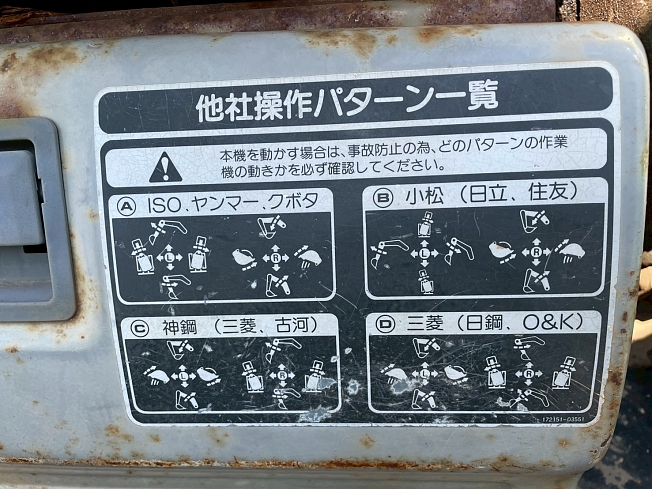 他社操作パターン一覧
本機を動かす場合は、事故防止の為、どのパターンの作業
機の動きかを必ず確認してください。
Ⓐ ISO、ヤンマー、クボタ
L R
Ⓑ 小松(日立、住友)
L R
Ⓒ 神鋼(三菱、古河)
L R
Ⓓ 三菱(日鋼、O&K)
L R
172151-03551